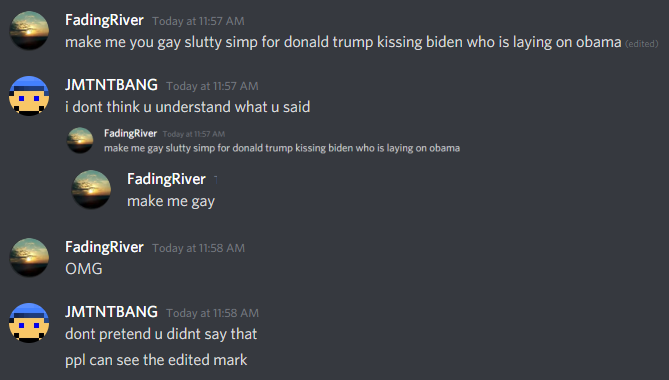 FadingRiver Today at 11:57 AM
make me you gay slutty simp for donald trump kissing biden who is laying on obama (edited)
JMTNTBANG Today at 11:57 AM
i dont think u understand what u said
FadingRiver Today at 11:57 AM
make me gay slutty simp for donald trump kissing biden who is laying on obama
FadingRiver
make me gay
FadingRiver Today at 11:58 AM
OMG
JMTNTBANG Today at 11:58 AM
dont pretend u didnt say that
ppl can see the edited mark